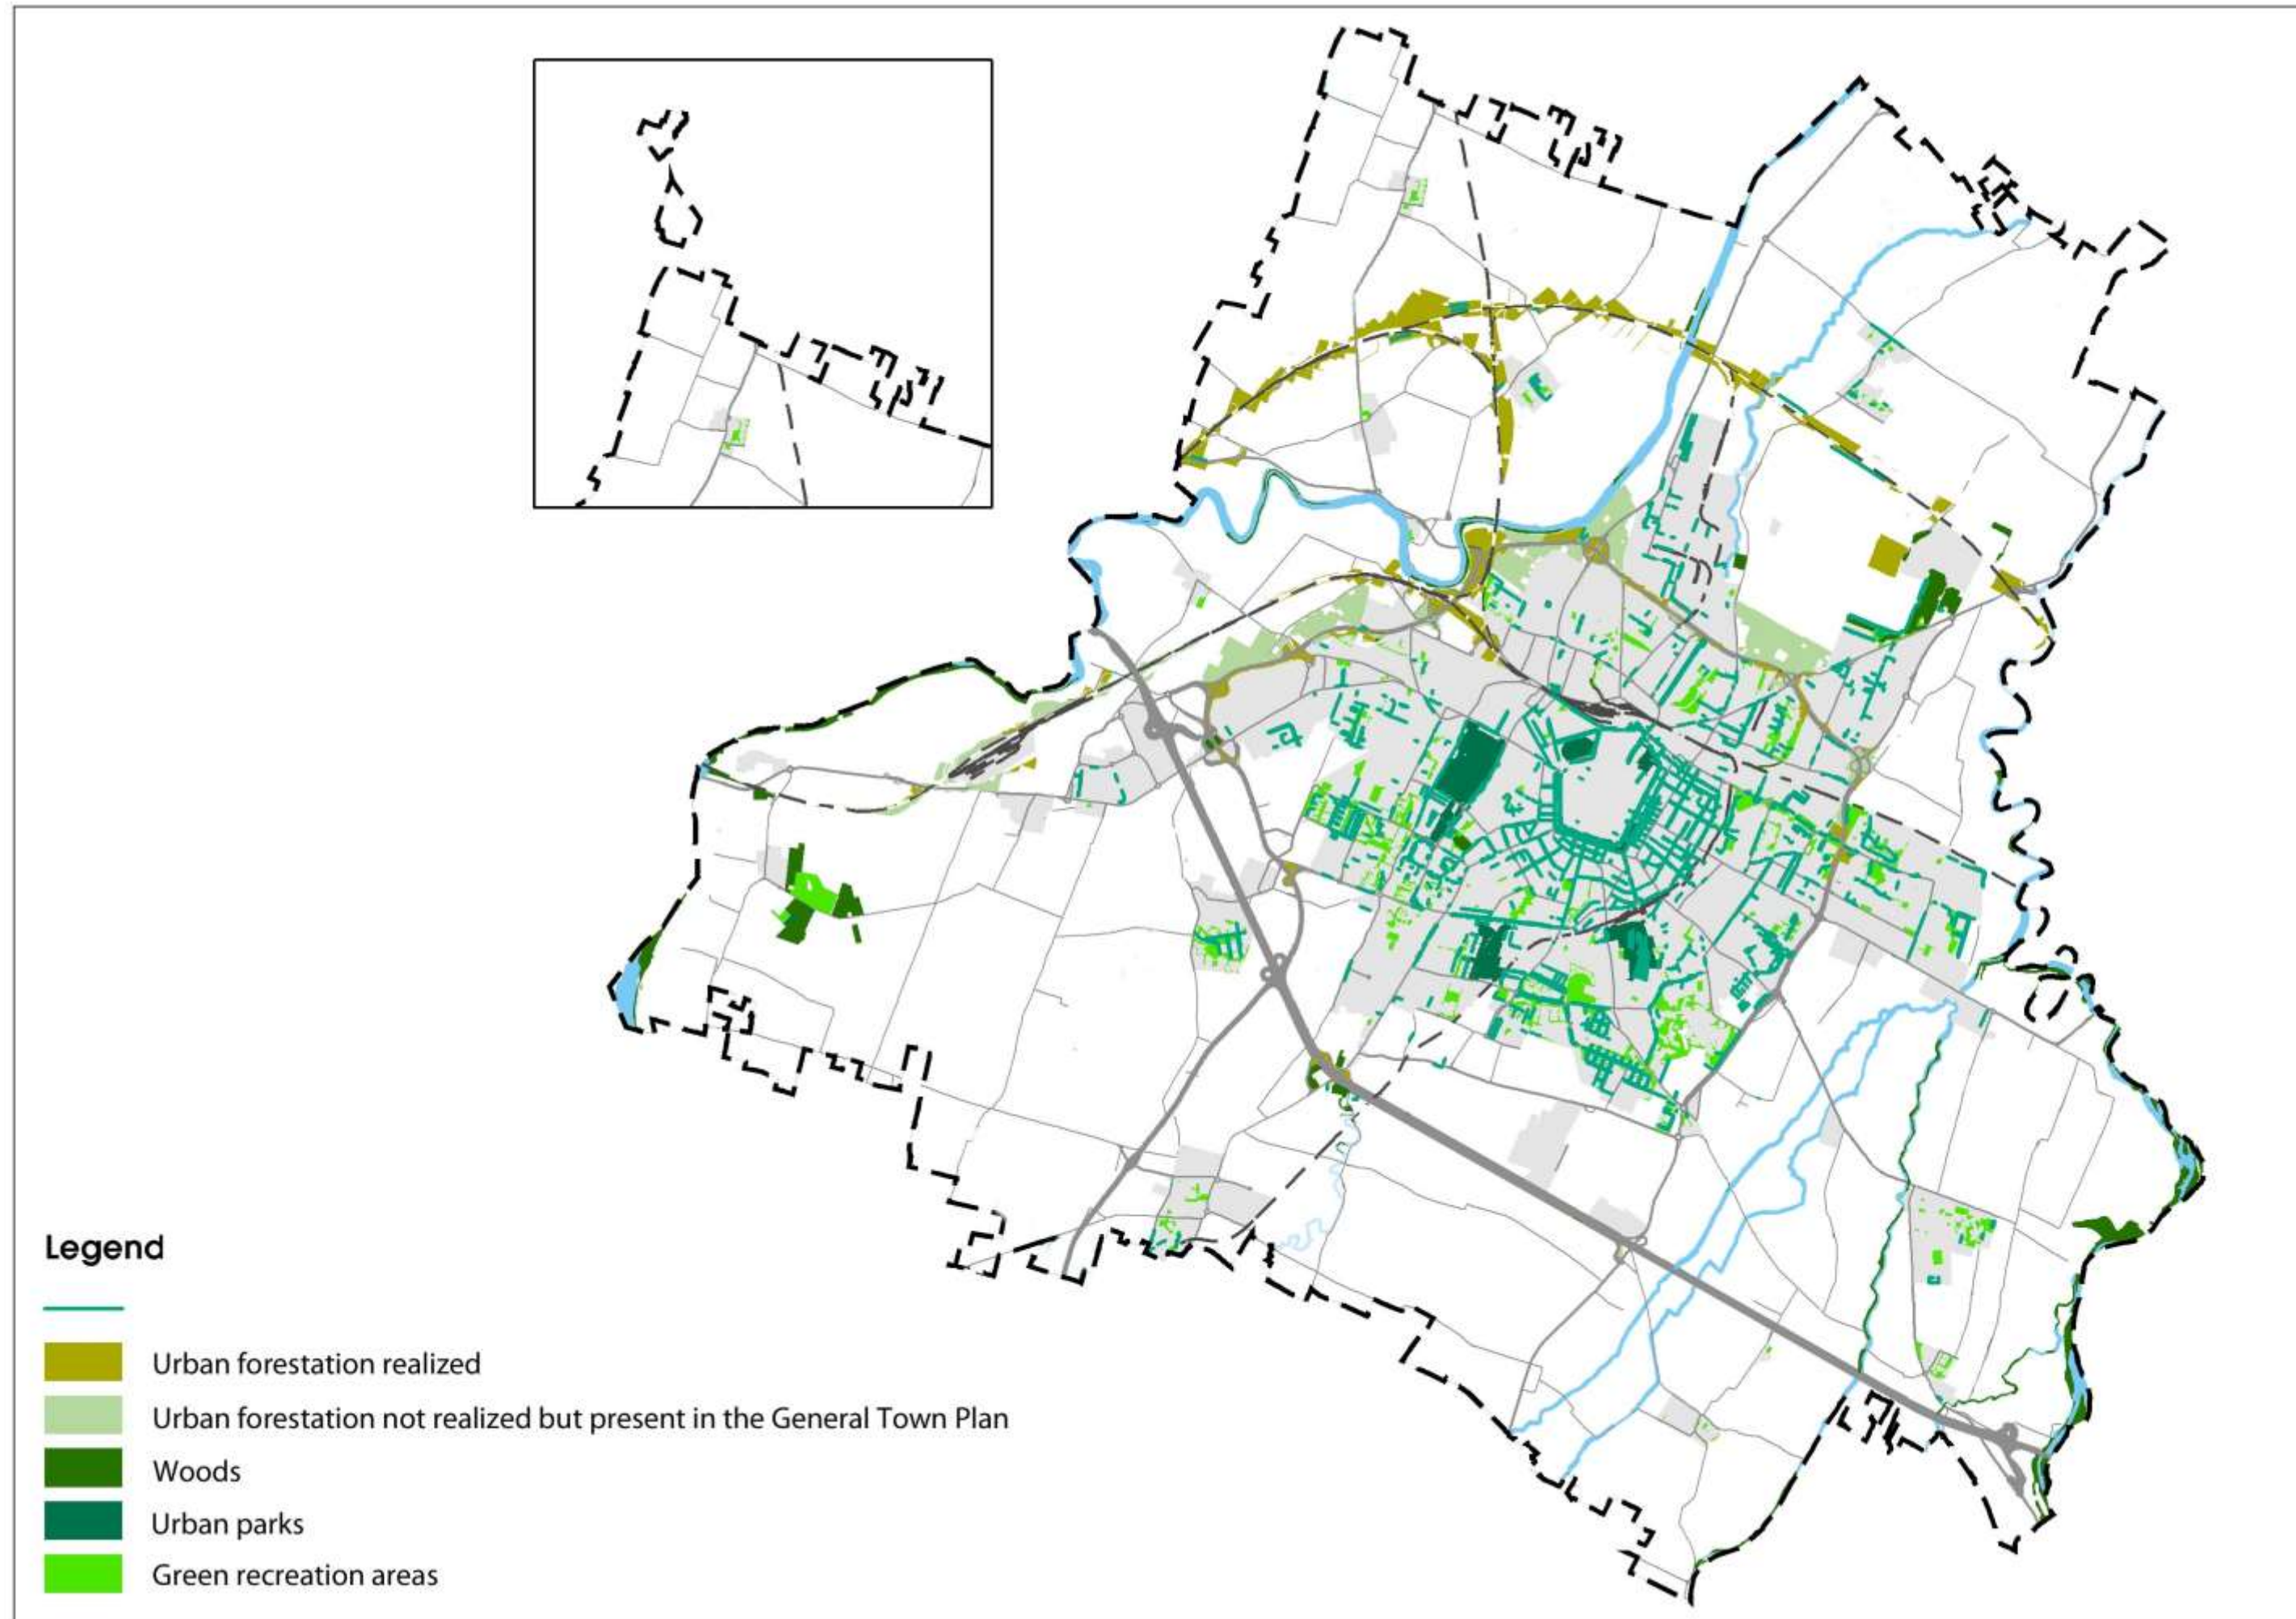 Legend
Urban forestation realized
Urban forestation not realized but present in the General Town Plan
Woods
Urban parks
Green recreation areas